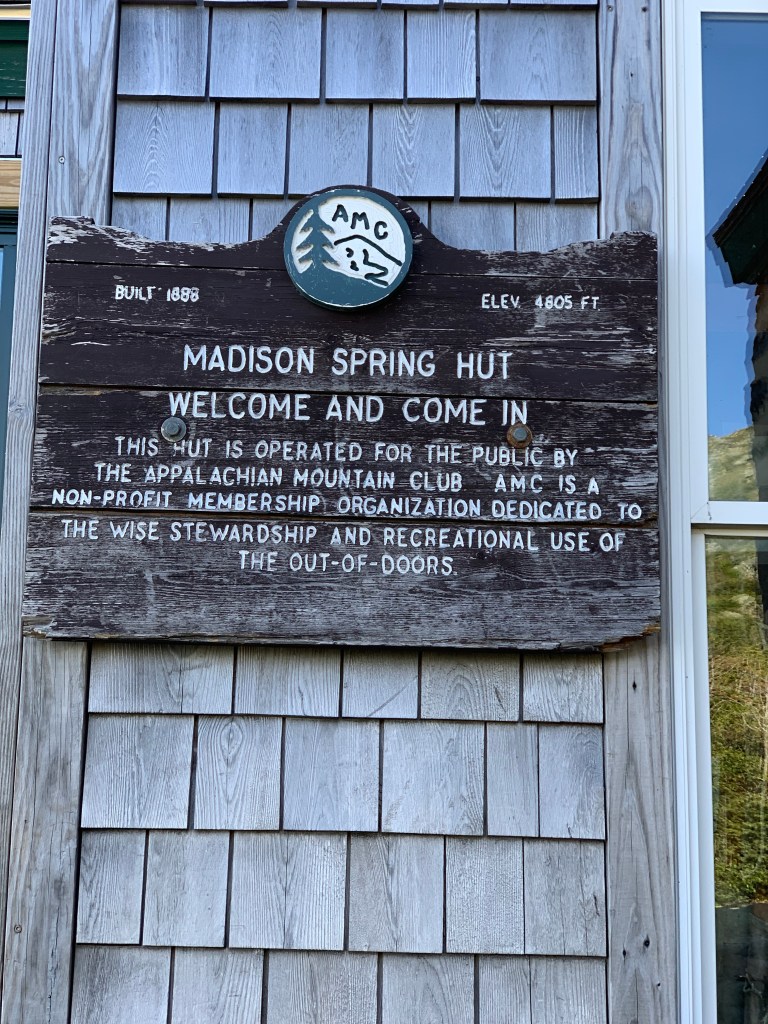 AMC
BUILT 1888
ELEV. 4805 FT.
MADISON SPRING HUT
WELCOME AND COME IN
THIS HUT IS OPERATED FOR THE PUBLIC BY
THE APPALACHIAN MOUNTAIN CLUB AMC IS A
NON-PROFIT MEMBERSHIP ORGANIZATION DEDICATED TO
THE WISE STEWARDSHIP AND RECREATIONAL USE OF
THE OUT-OF-DOORS.